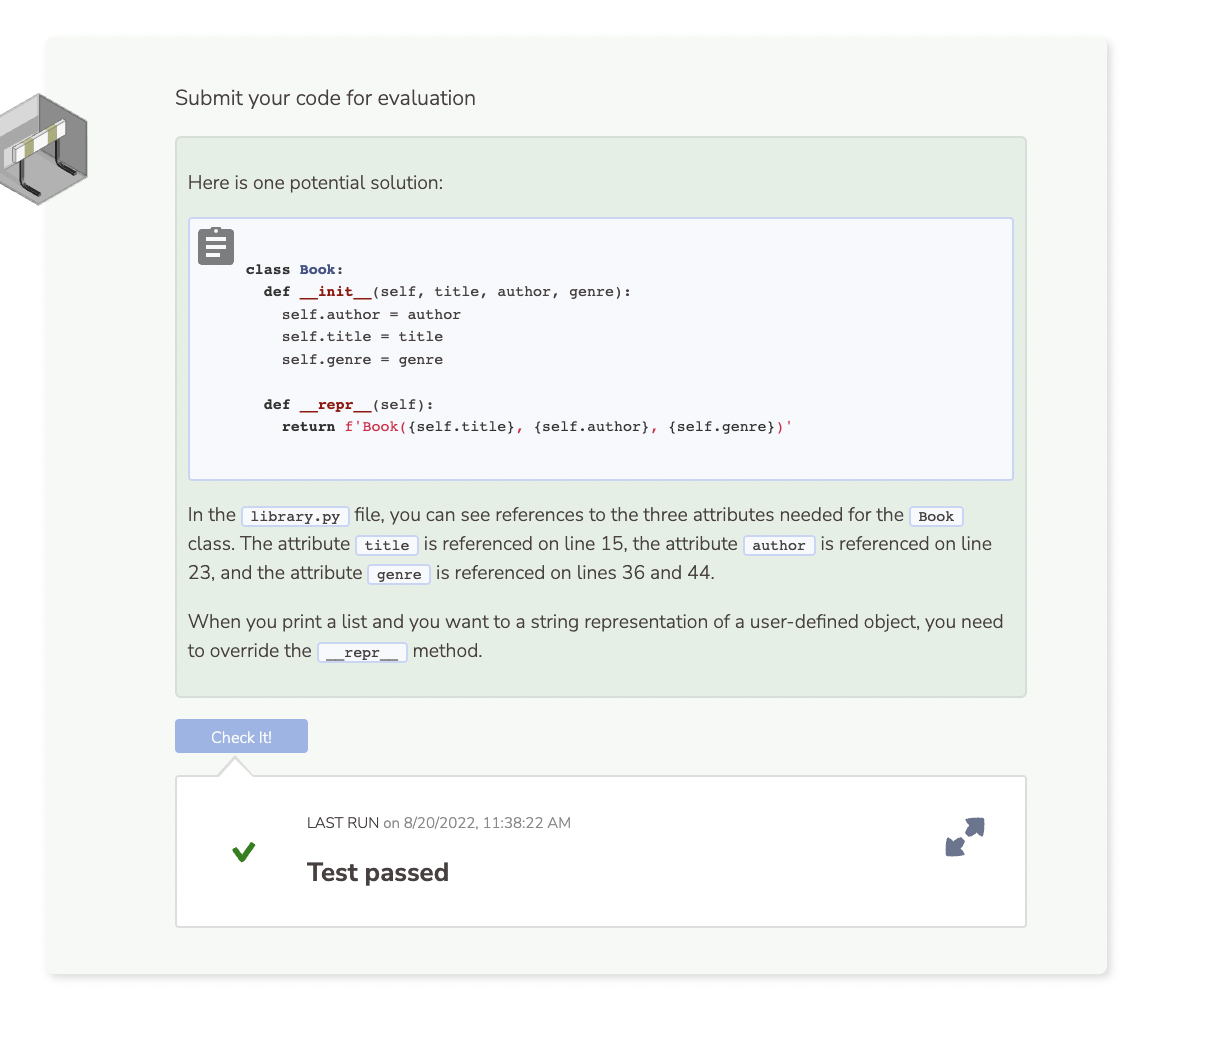 Submit your code for evaluation
Here is one potential solution:
class Book:
  def __init__(self, title, author, genre):
    self.author = author
    self.title = title
    self.genre = genre
  def __repr__(self):
    return f'Book({self.title}, {self.author}, {self.genre})'
In the library.py file, you can see references to the three attributes needed for the Book
class. The attribute title is referenced on line 15, the attribute author is referenced on line
23, and the attribute genre is referenced on lines 36 and 44.
When you print a list and you want to a string representation of a user-defined object, you need
to override the __repr__ method.
Check It!
LAST RUN on 8/20/2022, 11:38:22 AM
Test passed